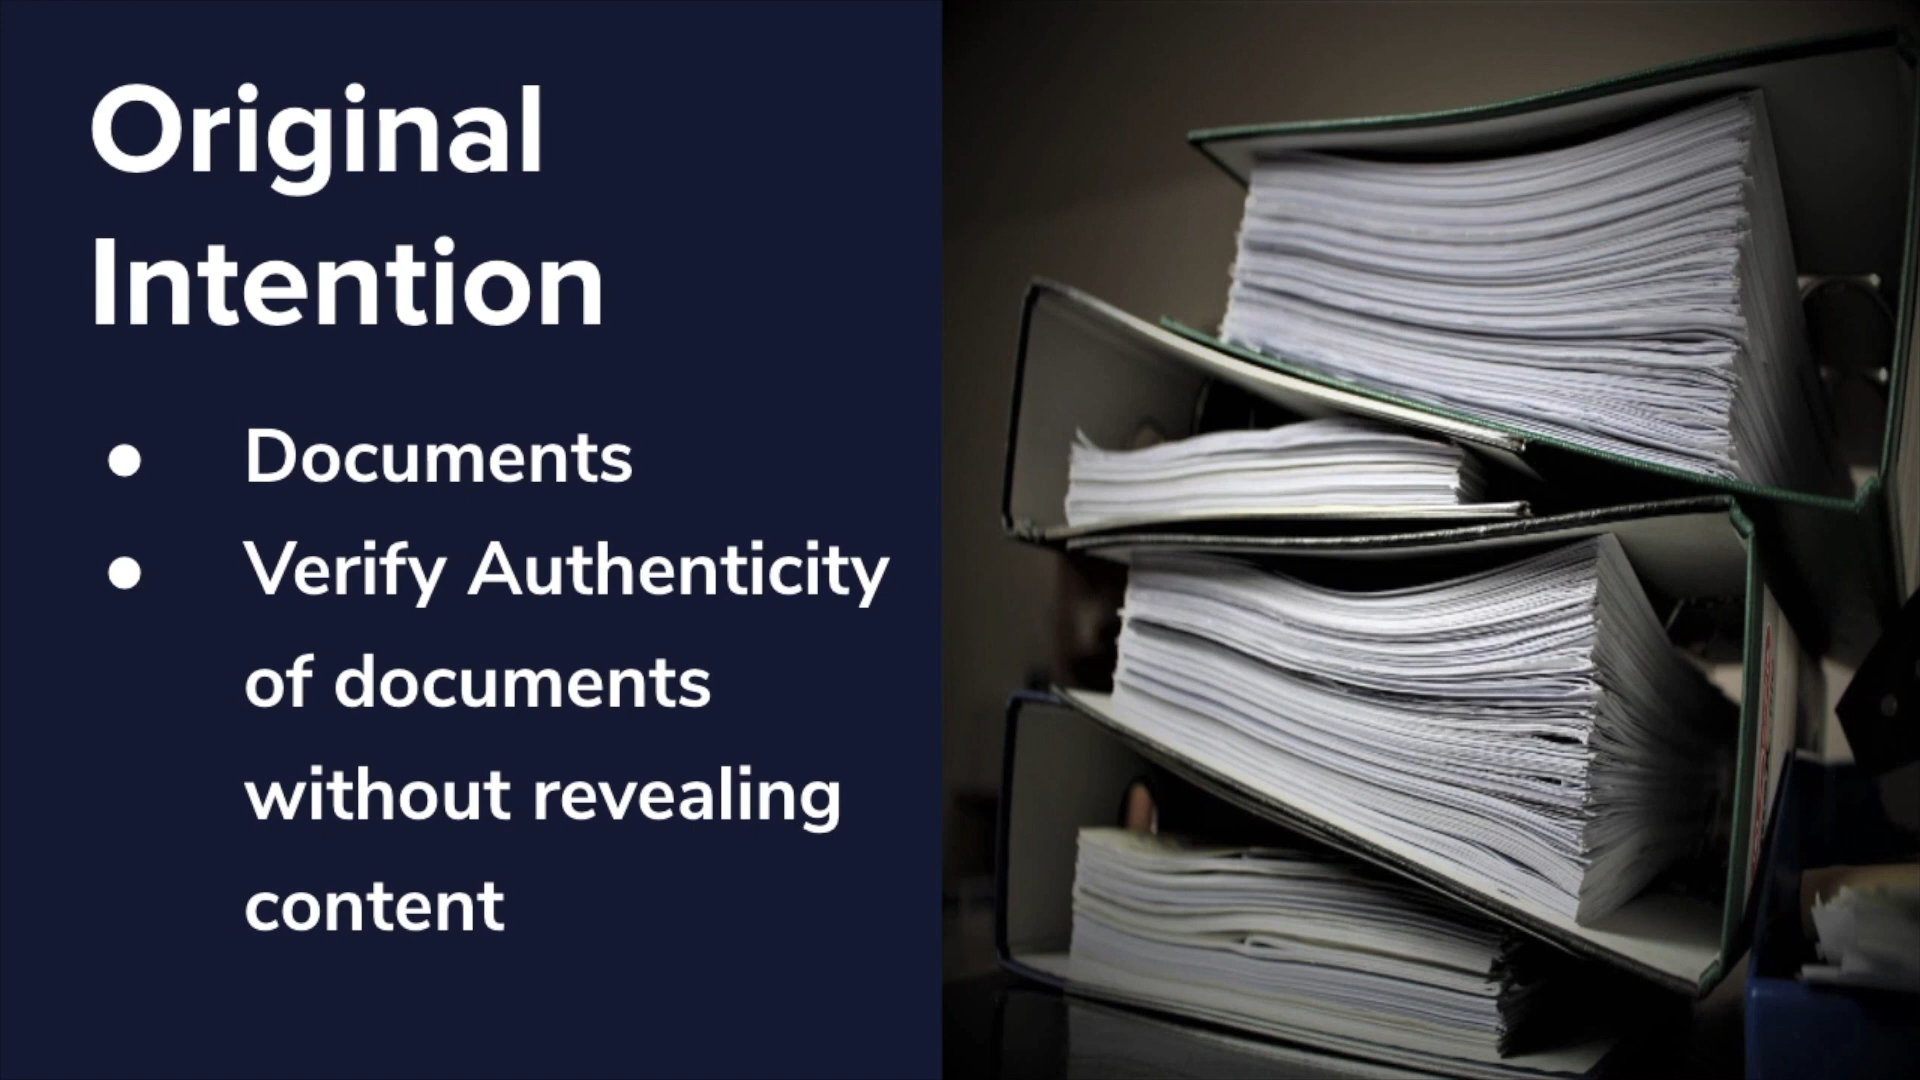 Original
Intention
● Documents
● Verify Authenticity
of documents
without revealing
content